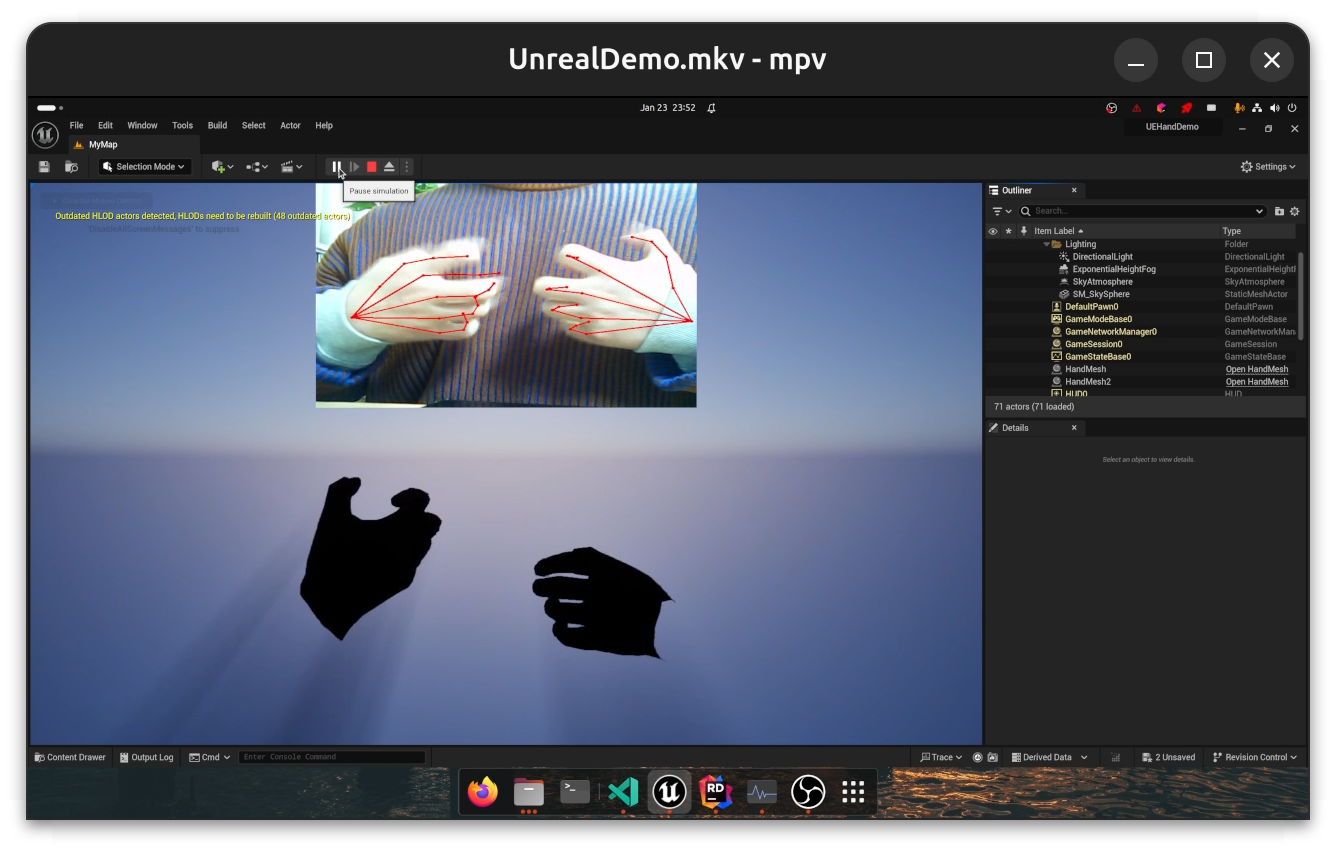 UnrealDemo.mkv - mpv
Jan 23 23:52
File Edit Window Tools Build Select Actor Help
UEHandDemo
MyMap
Selection Mode
Settings
Pause simulation
Outdated HLOD actors detected, HLODs need to be rebuilt (48 outdated actors)
'DisableAllScreenMessages' to suppress
Outliner
Search...
Item Label Type
Lighting Folder
DirectionalLight DirectionalLight
ExponentialHeightFog ExponentialHeightF
SkyAtmosphere SkyAtmosphere
SM_SkySphere StaticMeshActor
DefaultPawn0 DefaultPawn
GameModeBase0 GameModeBase
GameNetworkManager0 GameNetworkMan
GameSession0 GameSession
GameStateBase0 GameStateBase
HandMesh Open HandMesh
HandMesh2 Open HandMesh
HUD0 HUD
71 actors (71 loaded)
Details
Select an object to view details.
Content Drawer Output Log Cmd Enter Console Command Trace Derived Data 2 Unsaved Revision Control
>_ RD